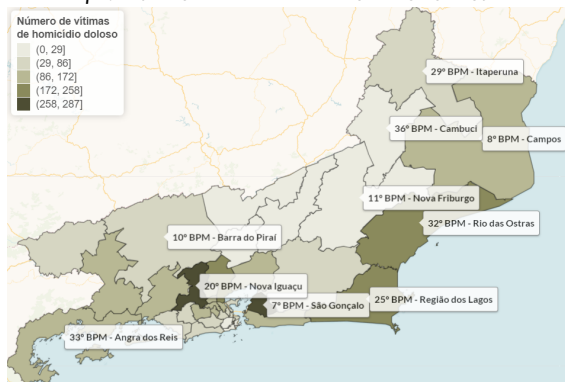 Número de vítimas
de homicídio doloso
(0, 29]
(29, 86]
(86, 172]
(172, 258]
(258, 287]
29º BPM - Itaperuna
36º BPM - Cambuci
8º BPM - Campos
11º BPM - Nova Friburgo
32º BPM - Rio das Ostras
10º BPM - Barra do Piraí
20º BPM - Nova Iguaçu
25º BPM - Região dos Lagos
7º BPM - São Gonçalo
33º BPM - Angra dos Reis